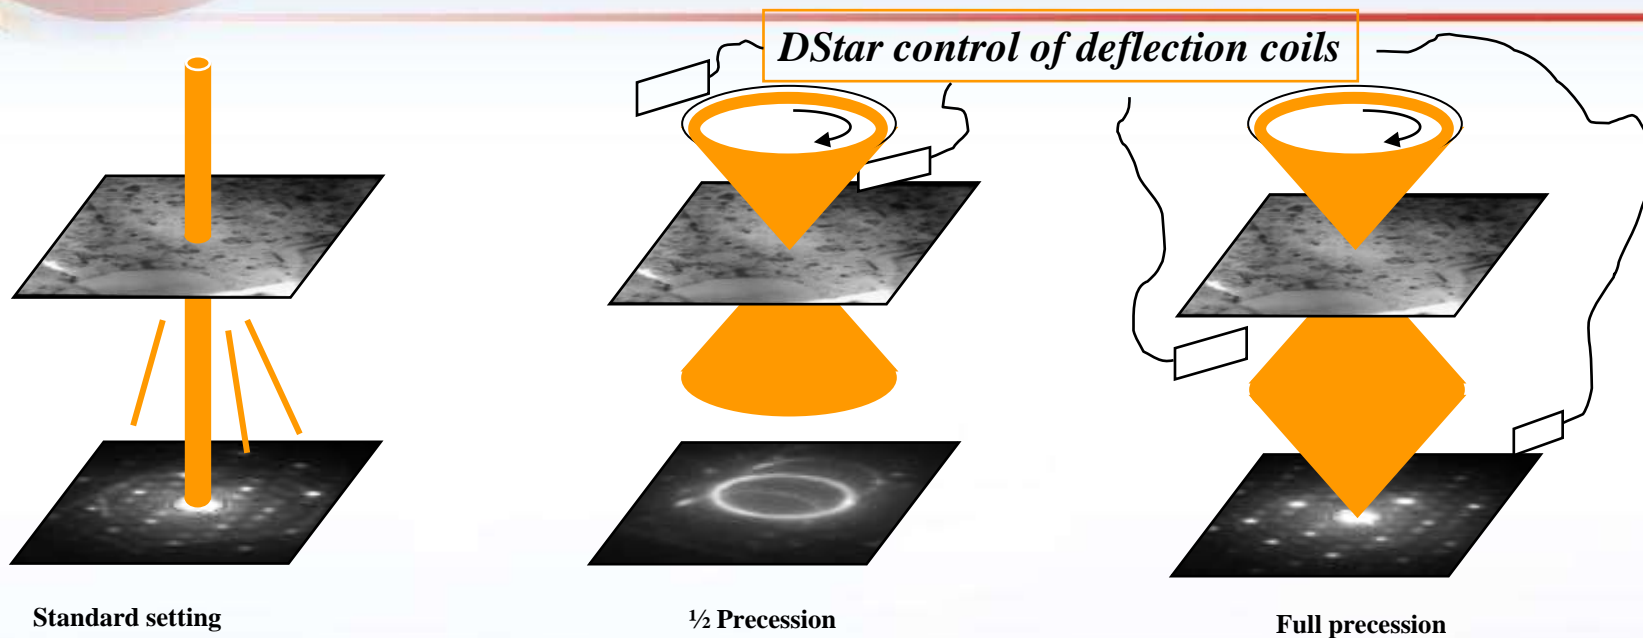 DStar control of deflection coils
Standard setting
½ Precession
Full precession